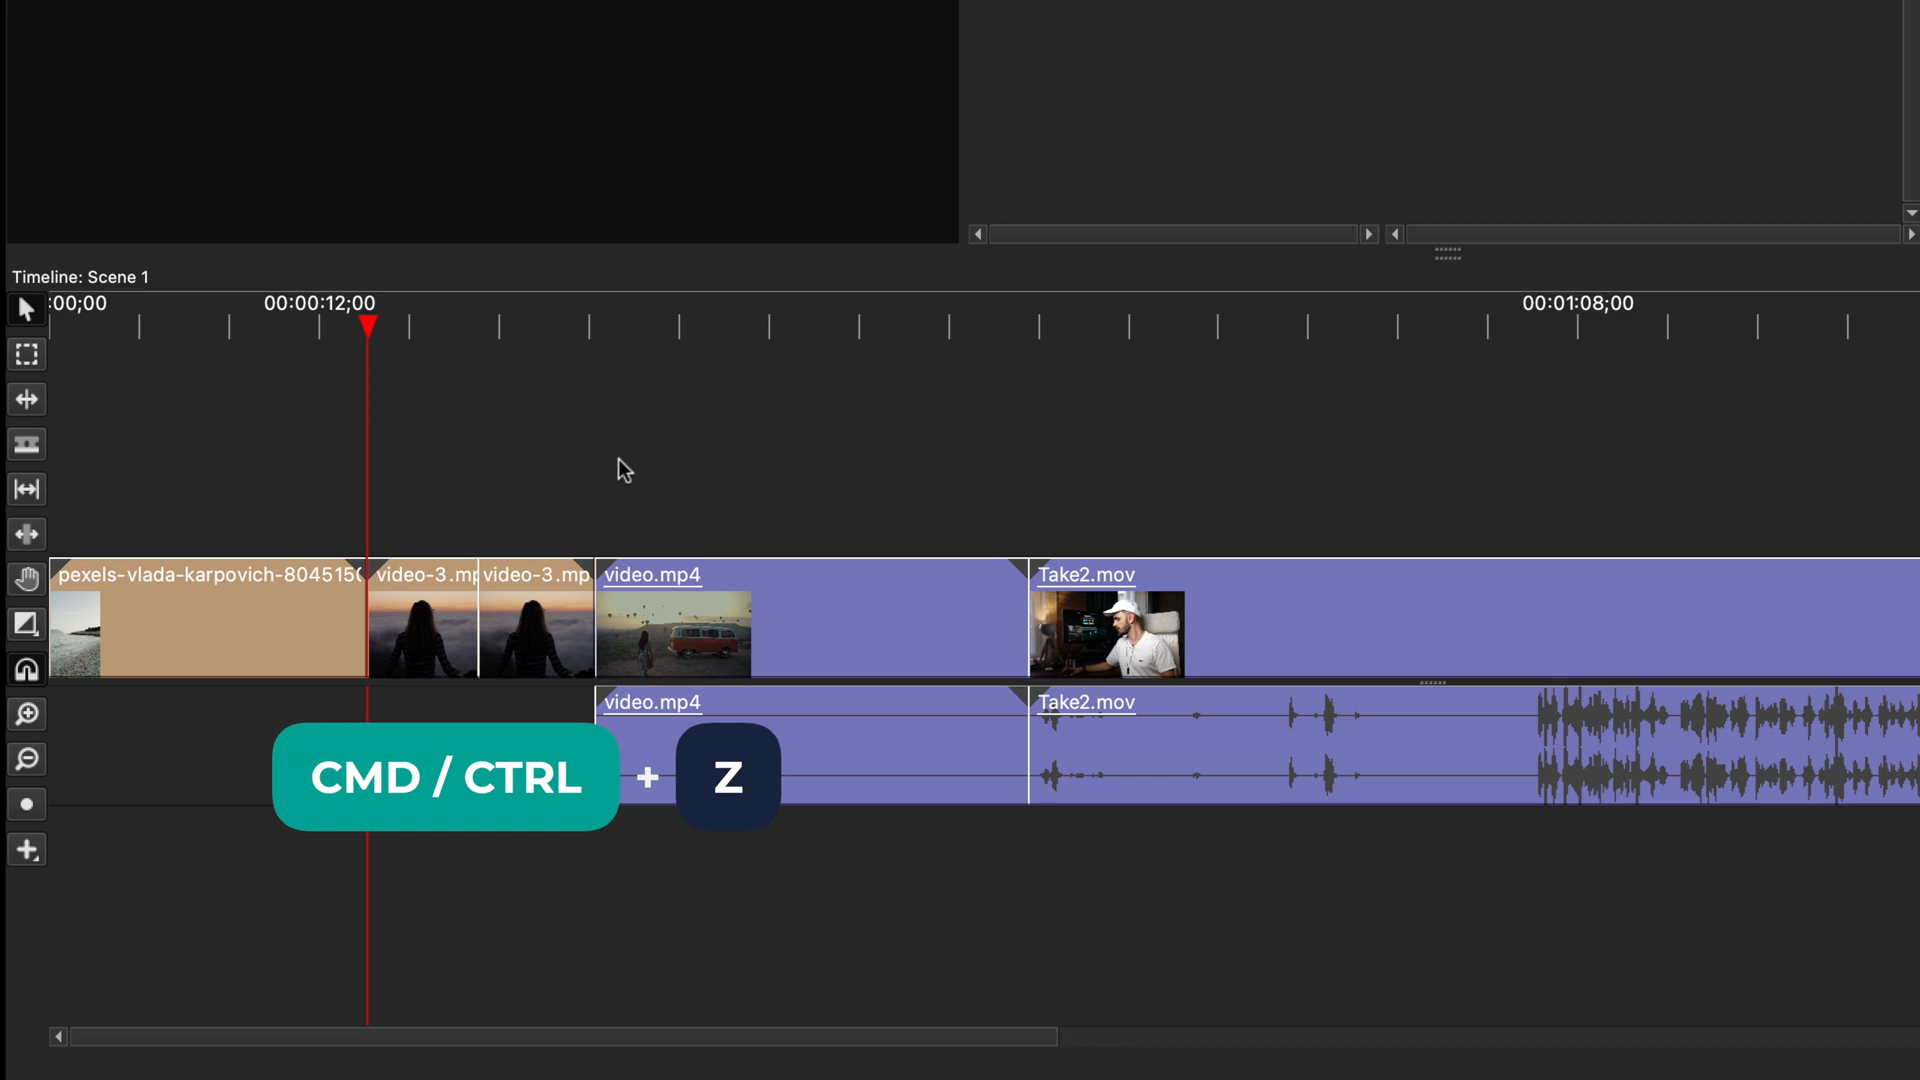 Timeline: Scene 1
:00;00
00:00:12;00
00:01:08;00
pexels-vlada-karpovich-8045150
video-3.mp
video-3.mp
video.mp4
Take2.mov
video.mp4
Take2.mov
CMD / CTRL + Z